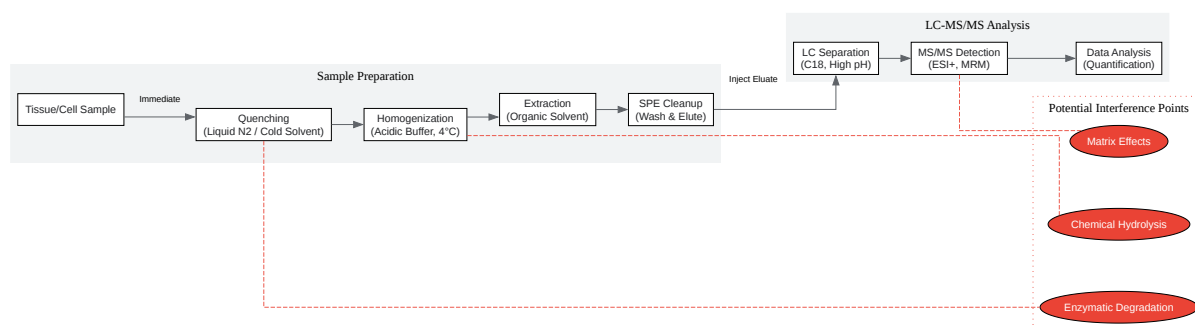 LC-MS/MS Analysis
LC Separation
(C18, High pH)
MS/MS Detection
(ESI+, MRM)
Data Analysis
(Quantification)
Sample Preparation
Inject Eluate
Tissue/Cell Sample
Immediate
Quenching
(Liquid N2 / Cold Solvent)
Homogenization
(Acidic Buffer, 4°C)
Extraction
(Organic Solvent)
SPE Cleanup
(Wash & Elute)
Potential Interference Points
Matrix Effects
Chemical Hydrolysis
Enzymatic Degradation